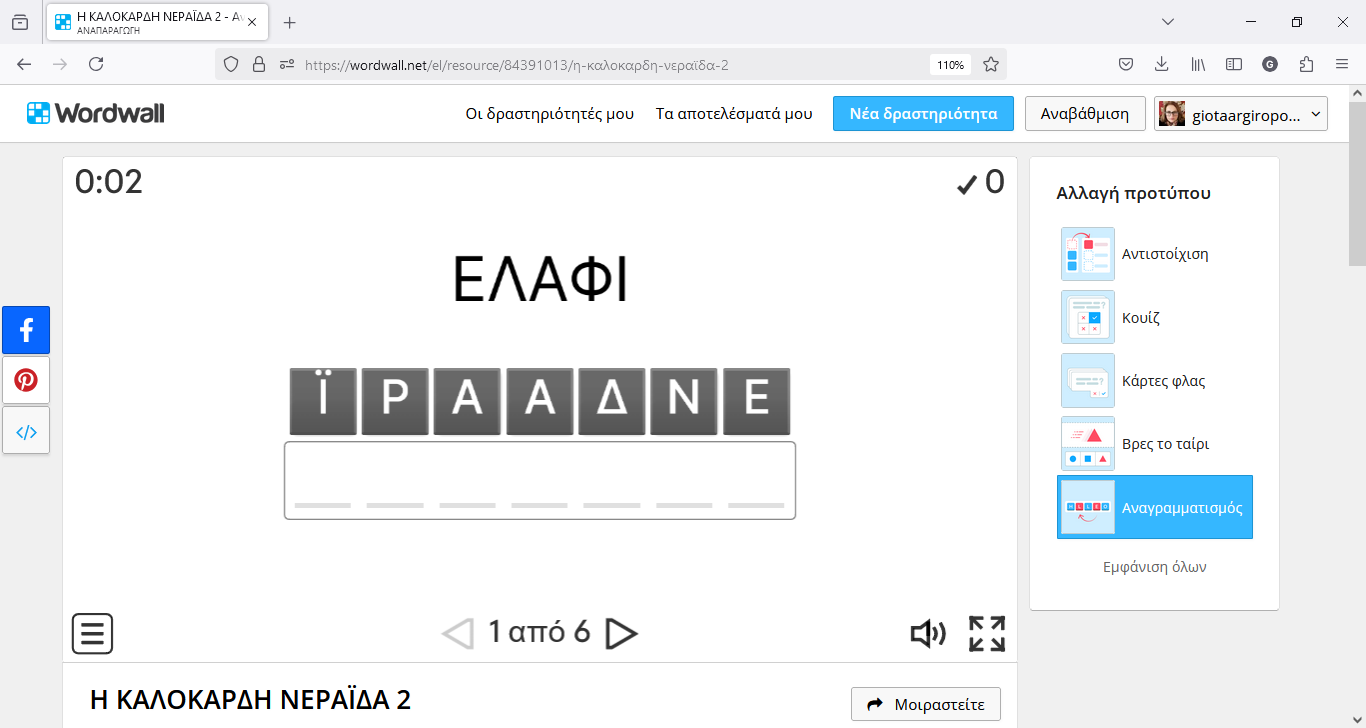 Η ΚΑΛΟΚΑΡΔΗ ΝΕΡΑΪΔΑ 2 - Αν
ΑΝΑΠΑΡΑΓΩΓΗ
https://wordwall.net/el/resource/84391013/η-καλοκαρδη-νεραϊδα-2
110%
G
Wordwall
Οι δραστηριότητές μου
Τα αποτελέσματά μου
Νέα δραστηριότητα
Αναβάθμιση
giotaargiropo...
0:02
0
ΕΛΑΦΙ
Ϊ Ρ Α Α Δ Ν Ε
1 από 6
Η ΚΑΛΟΚΑΡΔΗ ΝΕΡΑΪΔΑ 2
Μοιραστείτε
Αλλαγή προτύπου
Αντιστοίχιση
Κουίζ
Κάρτες φλας
Βρες το ταίρι
Αναγραμματισμός
Εμφάνιση όλων